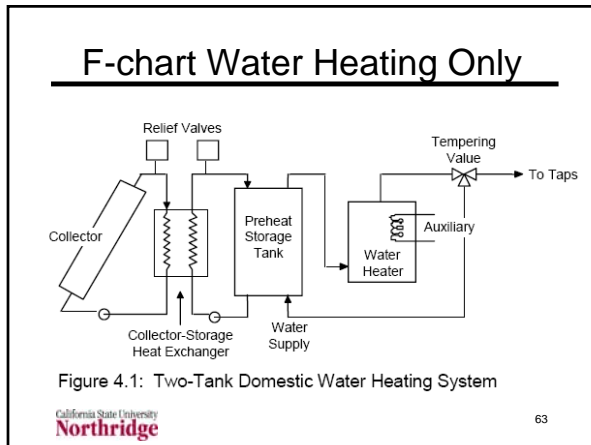 F-chart Water Heating Only
Relief Valves
Tempering
Value
To Taps
Collector
Preheat
Storage
Tank
Auxiliary
Water
Heater
Collector-Storage
Heat Exchanger
Water
Supply
Figure 4.1: Two-Tank Domestic Water Heating System
California State University
Northridge
63